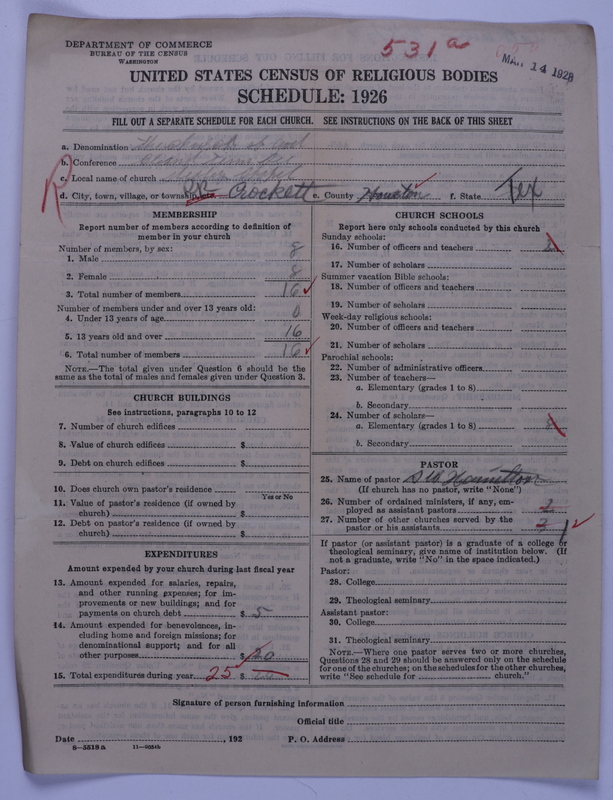 DEPARTMENT OF COMMERCE
BUREAU OF THE CENSUS
WASHINGTON
531a
MAR 14 1928
UNITED STATES CENSUS OF RELIGIOUS BODIES
SCHEDULE: 1926
FILL OUT A SEPARATE SCHEDULE FOR EACH CHURCH. SEE INSTRUCTIONS ON THE BACK OF THIS SHEET
a. Denomination of God
b. Conference
c. Local name of church Chapel
R
d. City, town, village, or township Crockett e. County Houston f. State Tex
MEMBERSHIP
Report number of members according to definition of
member in your church
Number of members, by sex:
1. Male 8
2. Female 8
3. Total number of members 16
Number of members under and over 13 years old:
4. Under 13 years of age 0
5. 13 years old and over 16
6. Total number of members 16
NOTE.—The total given under Question 6 should be the
same as the total of males and females given under Question 3.
CHURCH BUILDINGS
See instructions, paragraphs 10 to 12
7. Number of church edifices
8. Value of church edifices $
9. Debt on church edifices $
10. Does church own pastor's residence
Yes or No
11. Value of pastor's residence (if owned by
church) $
12. Debt on pastor's residence (if owned by
church) $
EXPENDITURES
Amount expended by your church during last fiscal year
13. Amount expended for salaries, repairs,
and other running expenses; for im-
provements or new buildings; and for
payments on church debt $ 5
14. Amount expended for benevolences, in-
cluding home and foreign missions; for
denominational support; and for all
other purposes $ 20
15. Total expenditures during year 25 $
CHURCH SCHOOLS
Report here only schools conducted by this church
Sunday schools:
16. Number of officers and teachers
17. Number of scholars
Summer vacation Bible schools:
18. Number of officers and teachers
19. Number of scholars
Week-day religious schools:
20. Number of officers and teachers
21. Number of scholars
Parochial schools:
22. Number of administrative officers
23. Number of teachers—
a. Elementary (grades 1 to 8)
b. Secondary
24. Number of scholars—
a. Elementary (grades 1 to 8)
b. Secondary
PASTOR
25. Name of pastor Hamilton
(If church has no pastor, write "None")
26. Number of ordained ministers, if any, em-
ployed as assistant pastors 2
27. Number of other churches served by the
pastor or his assistants 1
If pastor (or assistant pastor) is a graduate of a college or
theological seminary, give name of institution below. (If
not a graduate, write "No" in the space indicated.)
Pastor:
28. College
29. Theological seminary
Assistant pastor:
30. College
31. Theological seminary
NOTE.—Where one pastor serves two or more churches,
Questions 28 and 29 should be answered only on the schedule
for one of the churches; on the schedules for the other churches,
write "See schedule for church."
Signature of person furnishing information
Official title
Date , 192 P. O. Address
8—5518a 11—9054b